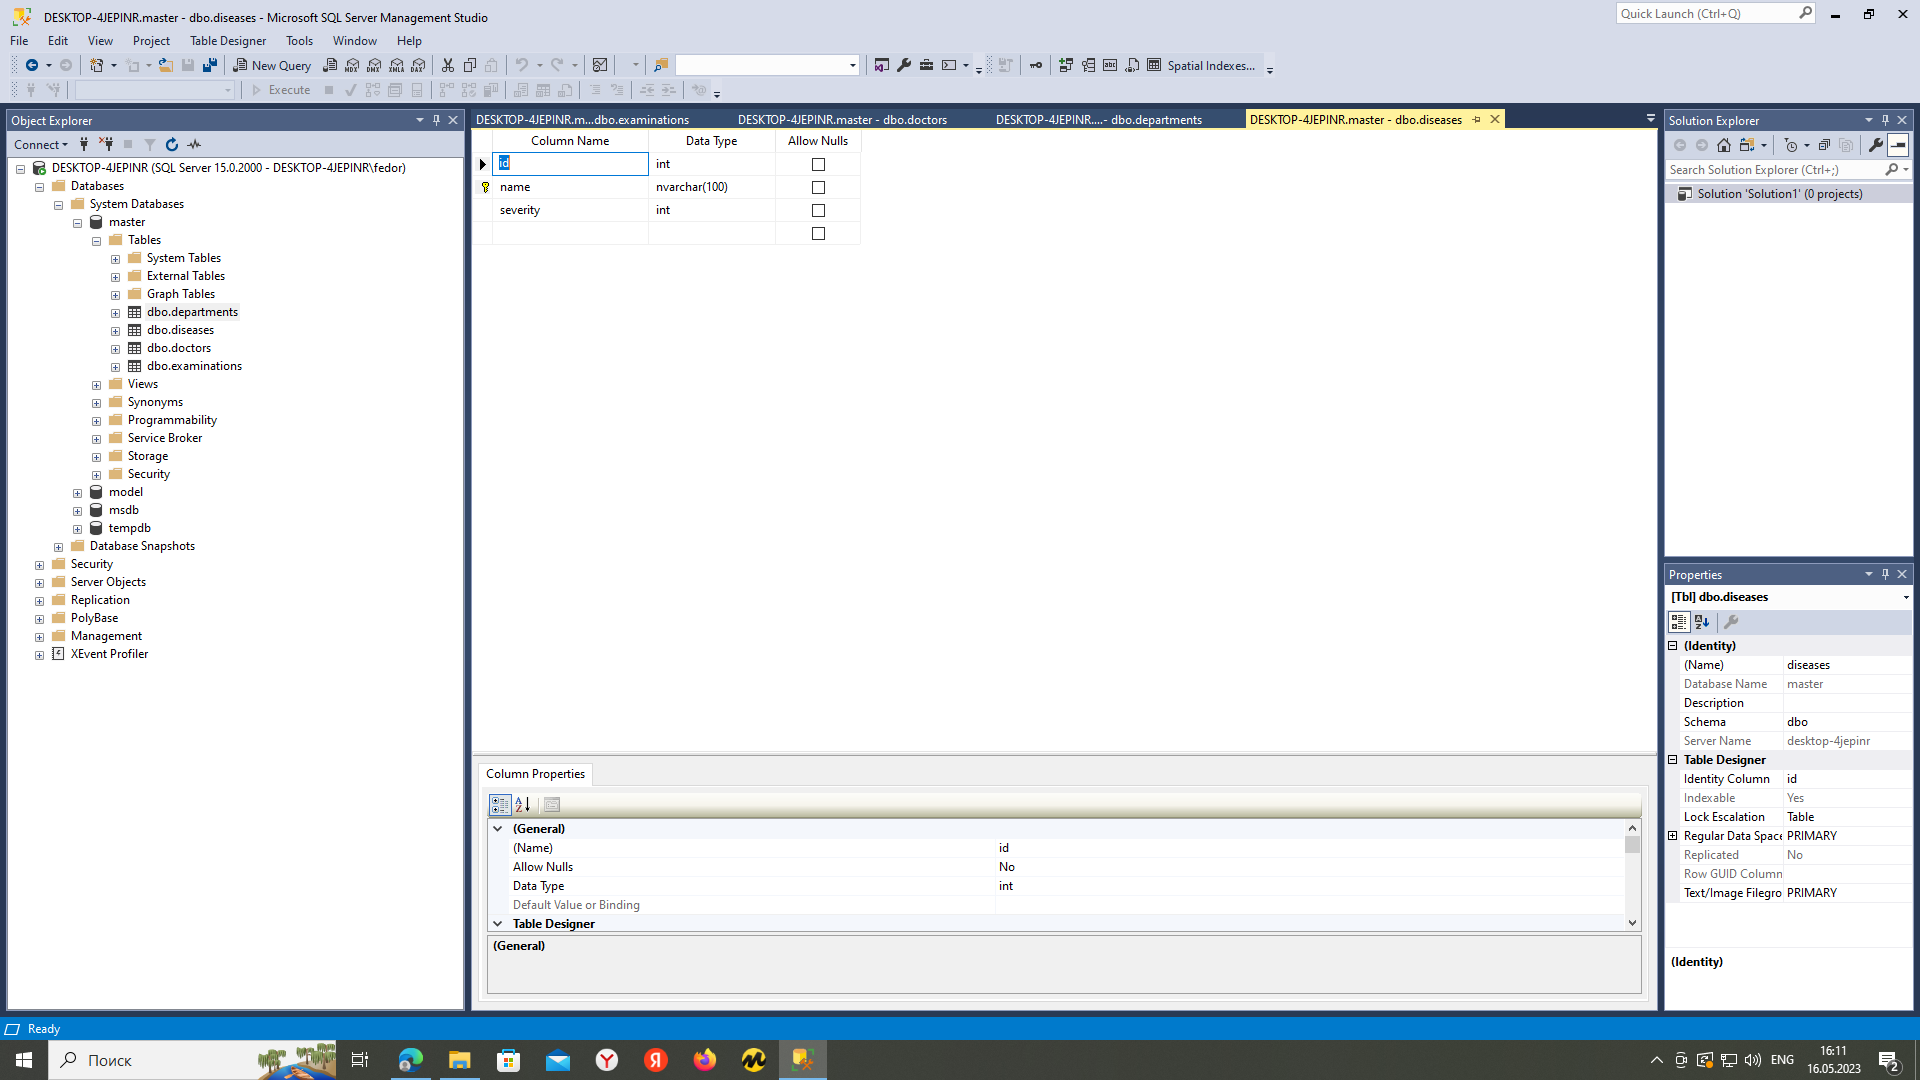 DESKTOP-4JEPINR.master - dbo.diseases - Microsoft SQL Server Management Studio
Quick Launch (Ctrl+Q)
File Edit View Project Table Designer Tools Window Help
New Query
MDX DMX XMLA DAX
Spatial Indexes...
Execute
Object Explorer
Connect
DESKTOP-4JEPINR (SQL Server 15.0.2000 - DESKTOP-4JEPINR\fedor)
Databases
System Databases
master
Tables
System Tables
External Tables
Graph Tables
dbo.departments
dbo.diseases
dbo.doctors
dbo.examinations
Views
Synonyms
Programmability
Service Broker
Storage
Security
model
msdb
tempdb
Database Snapshots
Security
Server Objects
Replication
PolyBase
Management
XEvent Profiler
DESKTOP-4JEPINR.m...dbo.examinations
DESKTOP-4JEPINR.master - dbo.doctors
DESKTOP-4JEPINR....- dbo.departments
DESKTOP-4JEPINR.master - dbo.diseases
Column Name Data Type Allow Nulls
id int
name nvarchar(100)
severity int
Column Properties
(General)
(Name) id
Allow Nulls No
Data Type int
Default Value or Binding
Table Designer
(General)
Solution Explorer
Search Solution Explorer (Ctrl+;)
Solution 'Solution1' (0 projects)
Properties
[Tbl] dbo.diseases
(Identity)
(Name) diseases
Database Name master
Description
Schema dbo
Server Name desktop-4jepinr
Table Designer
Identity Column id
Indexable Yes
Lock Escalation Table
Regular Data Space PRIMARY
Replicated No
Row GUID Column
Text/Image Filegro PRIMARY
(Identity)
Ready
Поиск
ENG
16:11
16.05.2023
2